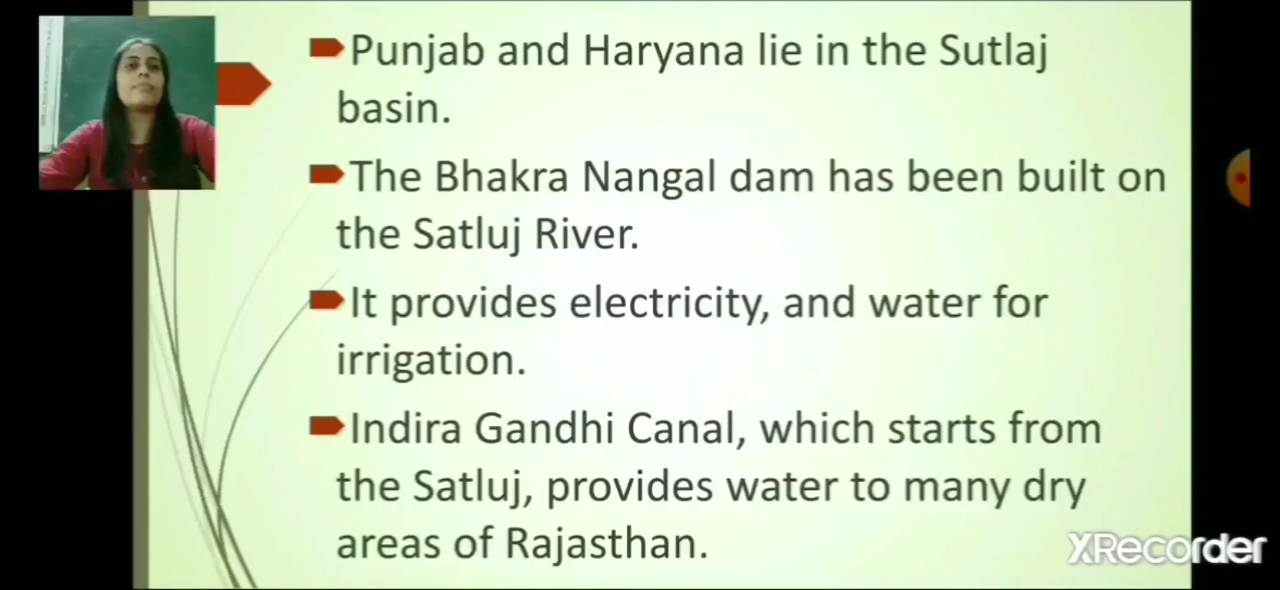 Punjab and Haryana lie in the Sutlaj
basin.
The Bhakra Nangal dam has been built on
the Satluj River.
It provides electricity, and water for
irrigation.
Indira Gandhi Canal, which starts from
the Satluj, provides water to many dry
areas of Rajasthan.
XRecorder